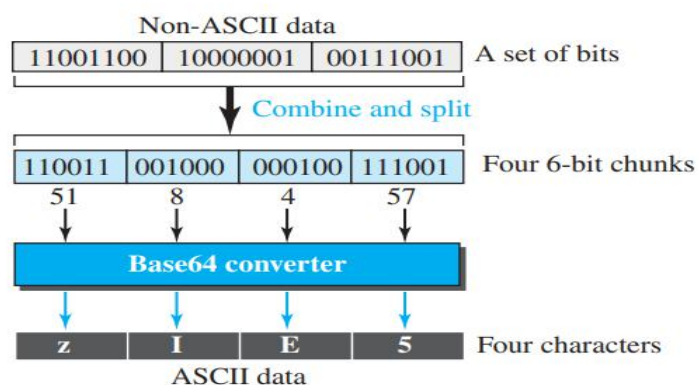 Non-ASCII data
11001100 10000001 00111001 A set of bits
Combine and split
110011 001000 000100 111001 Four 6-bit chunks
51 8 4 57
Base64 converter
z I E 5 Four characters
ASCII data